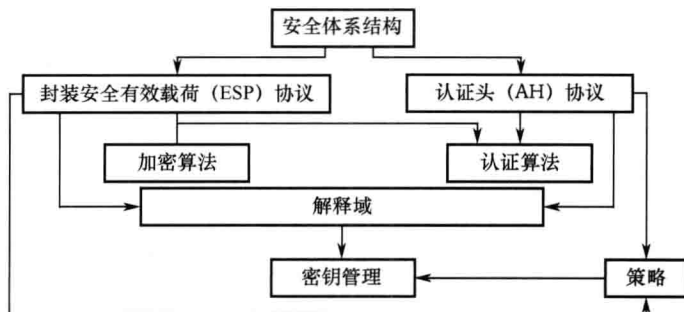 安全体系结构
封装安全有效载荷（ESP）协议
认证头（AH）协议
加密算法
认证算法
解释域
密钥管理
策略